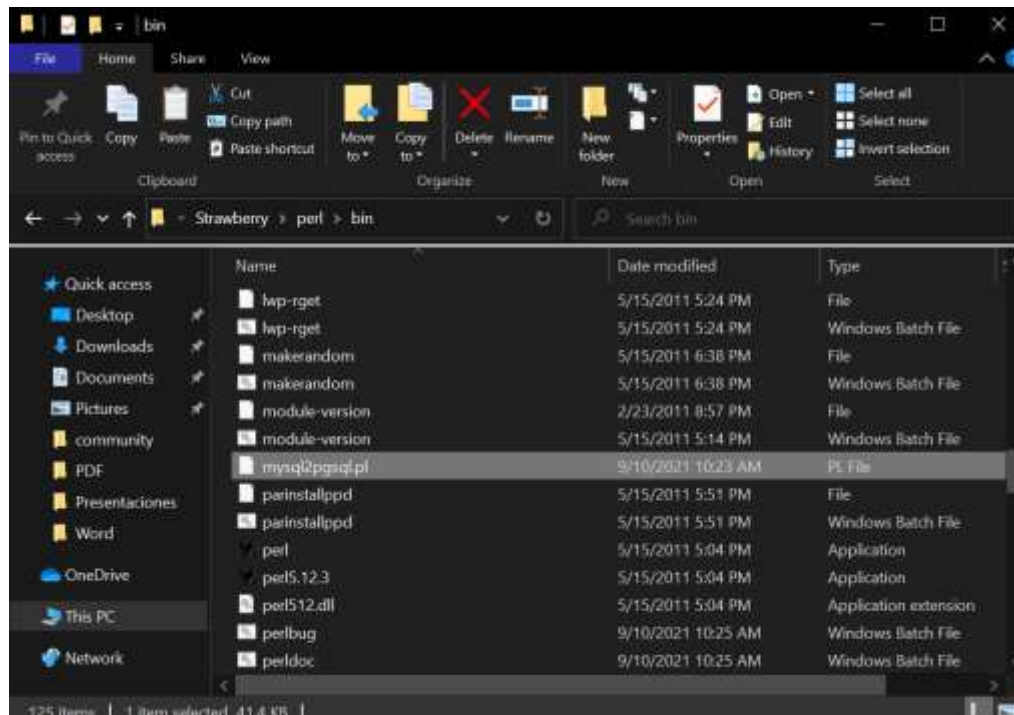 bin
File Home Share View
Pin to Quick access
Copy
Paste
Cut
Copy path
Paste shortcut
Move to
Copy to
Delete
Rename
New folder
Properties
Open
Edit
History
Select all
Select none
Invert selection
Clipboard Organize New Open Select
Strawberry > perl > bin Search bin
Name Date modified Type
Quick access
Desktop
Downloads
Documents
Pictures
community
PDF
Presentaciones
Word
OneDrive
This PC
Network
lwp-rget 5/15/2011 5:24 PM File
lwp-rget 5/15/2011 5:24 PM Windows Batch File
makerandom 5/15/2011 6:38 PM File
makerandom 5/15/2011 6:38 PM Windows Batch File
module-version 2/23/2011 8:57 PM File
module-version 5/15/2011 5:14 PM Windows Batch File
mysql2pgsql.pl 9/10/2021 10:23 AM PL File
parinstallppd 5/15/2011 5:51 PM File
parinstallppd 5/15/2011 5:51 PM Windows Batch File
perl 5/15/2011 5:04 PM Application
perl5.12.3 5/15/2011 5:04 PM Application
perl512.dll 5/15/2011 5:04 PM Application extension
perlbug 9/10/2021 10:25 AM Windows Batch File
perldoc 9/10/2021 10:25 AM Windows Batch File
125 items 1 item selected 41.4 KB